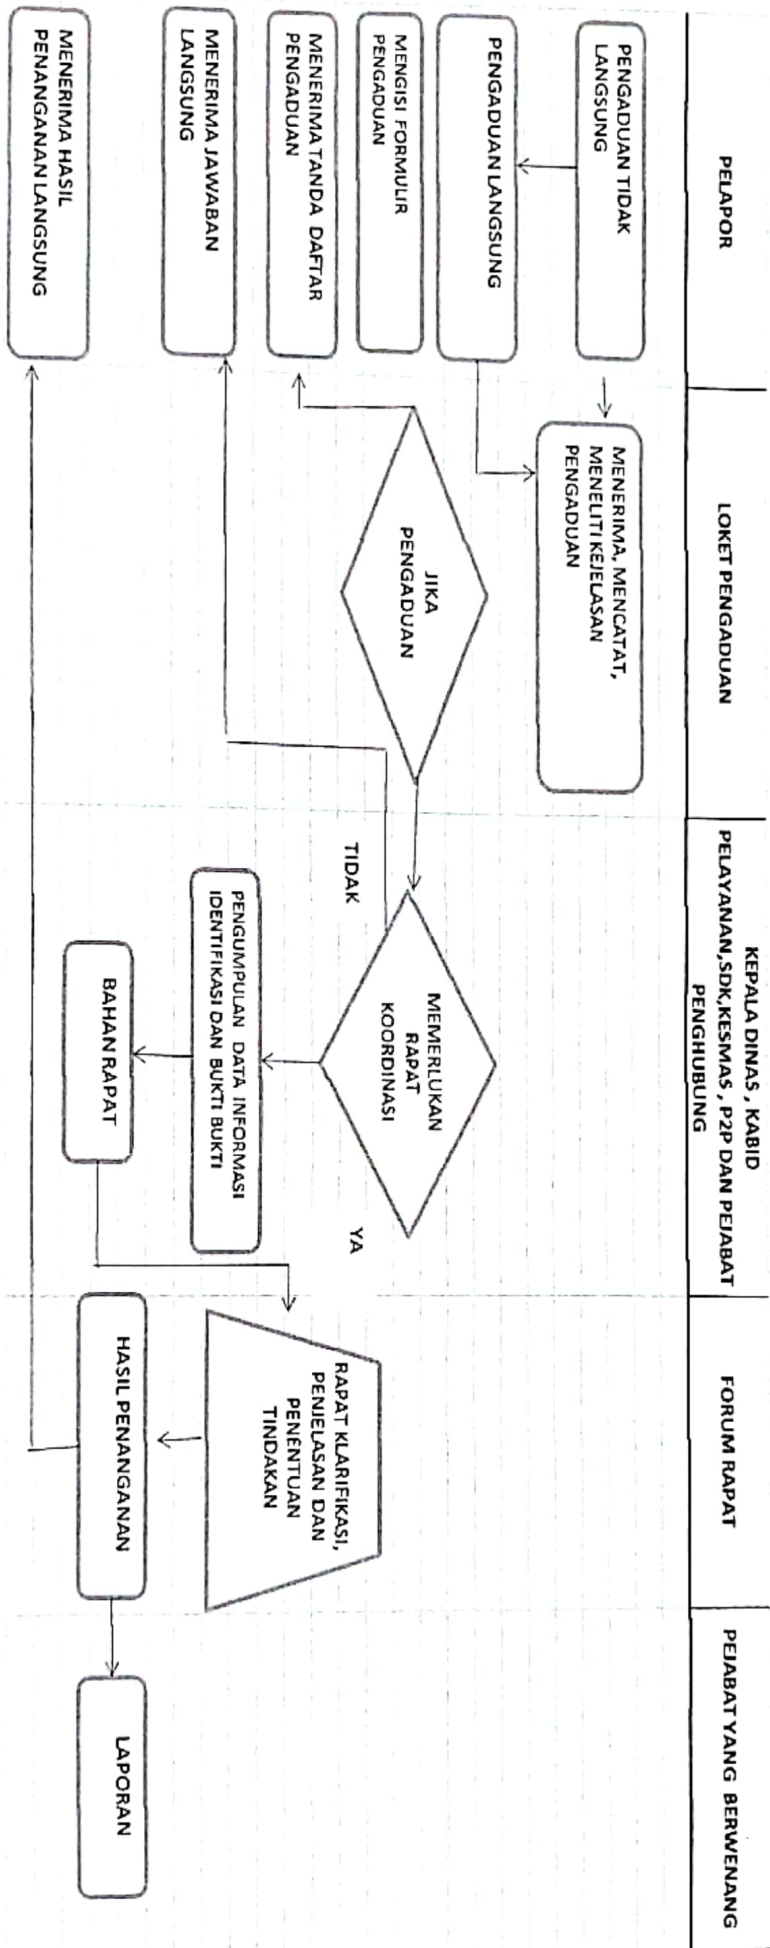 PELAPOR
LOKET PENGADUAN
KEPALA DINAS , KABID
PELAYANAN,SDK,KESMAS , P2P DAN PEJABAT
PENGHUBUNG
FORUM RAPAT
PEJABAT YANG BERWENANG
PENGADUAN TIDAK
LANGSUNG
PENGADUAN LANGSUNG
MENGISI FORMULIR
PENGADUAN
MENERIMA TANDA DAFTAR
PENGADUAN
MENERIMA JAWABAN
LANGSUNG
MENERIMA HASIL
PENANGANAN LANGSUNG
MENERIMA, MENCATAT,
MENELITI KEJELASAN
PENGADUAN
JIKA
PENGADUAN
MEMERLUKAN
RAPAT
KOORDINASI
TIDAK
YA
PENGUMPULAN DATA INFORMASI
IDENTIFIKASI DAN BUKTI BUKTI
BAHAN RAPAT
RAPAT KLARIFIKASI,
PENJELASAN DAN
PENENTUAN
TINDAKAN
HASIL PENANGANAN
LAPORAN